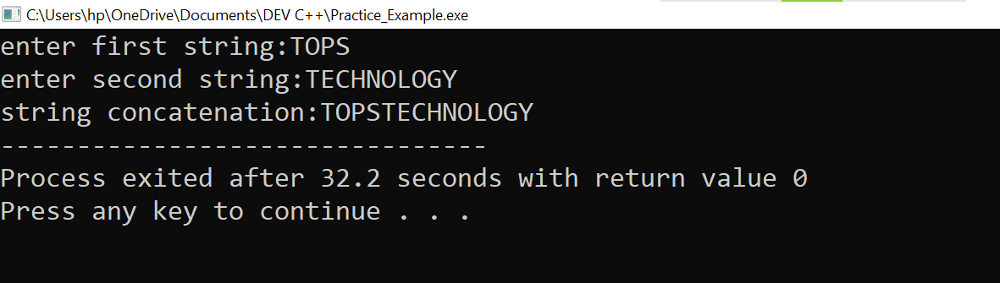 C:\Users\hp\OneDrive\Documents\DEV C++\Practice_Example.exe
enter first string:TOPS
enter second string:TECHNOLOGY
string concatenation:TOPSTECHNOLOGY
--------------------------------
Process exited after 32.2 seconds with return value 0
Press any key to continue . . .